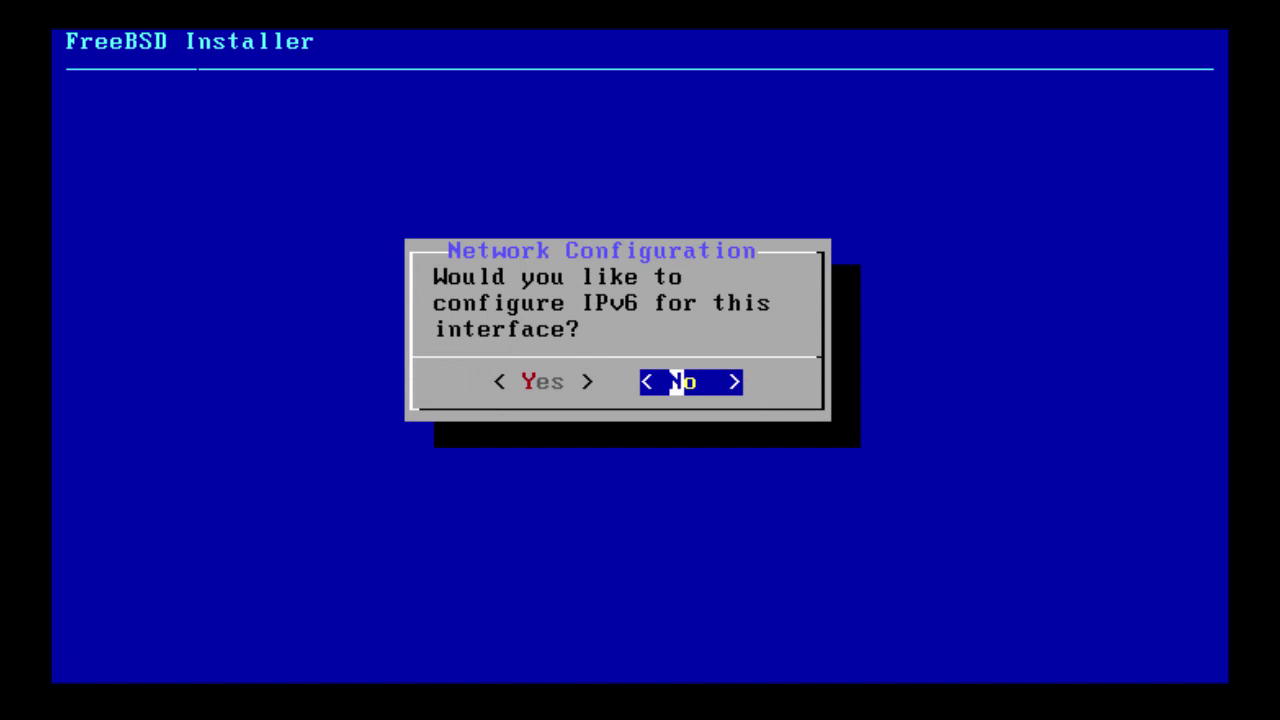 FreeBSD Installer
Network Configuration
Would you like to
configure IPv6 for this
interface?
< Yes > < No >